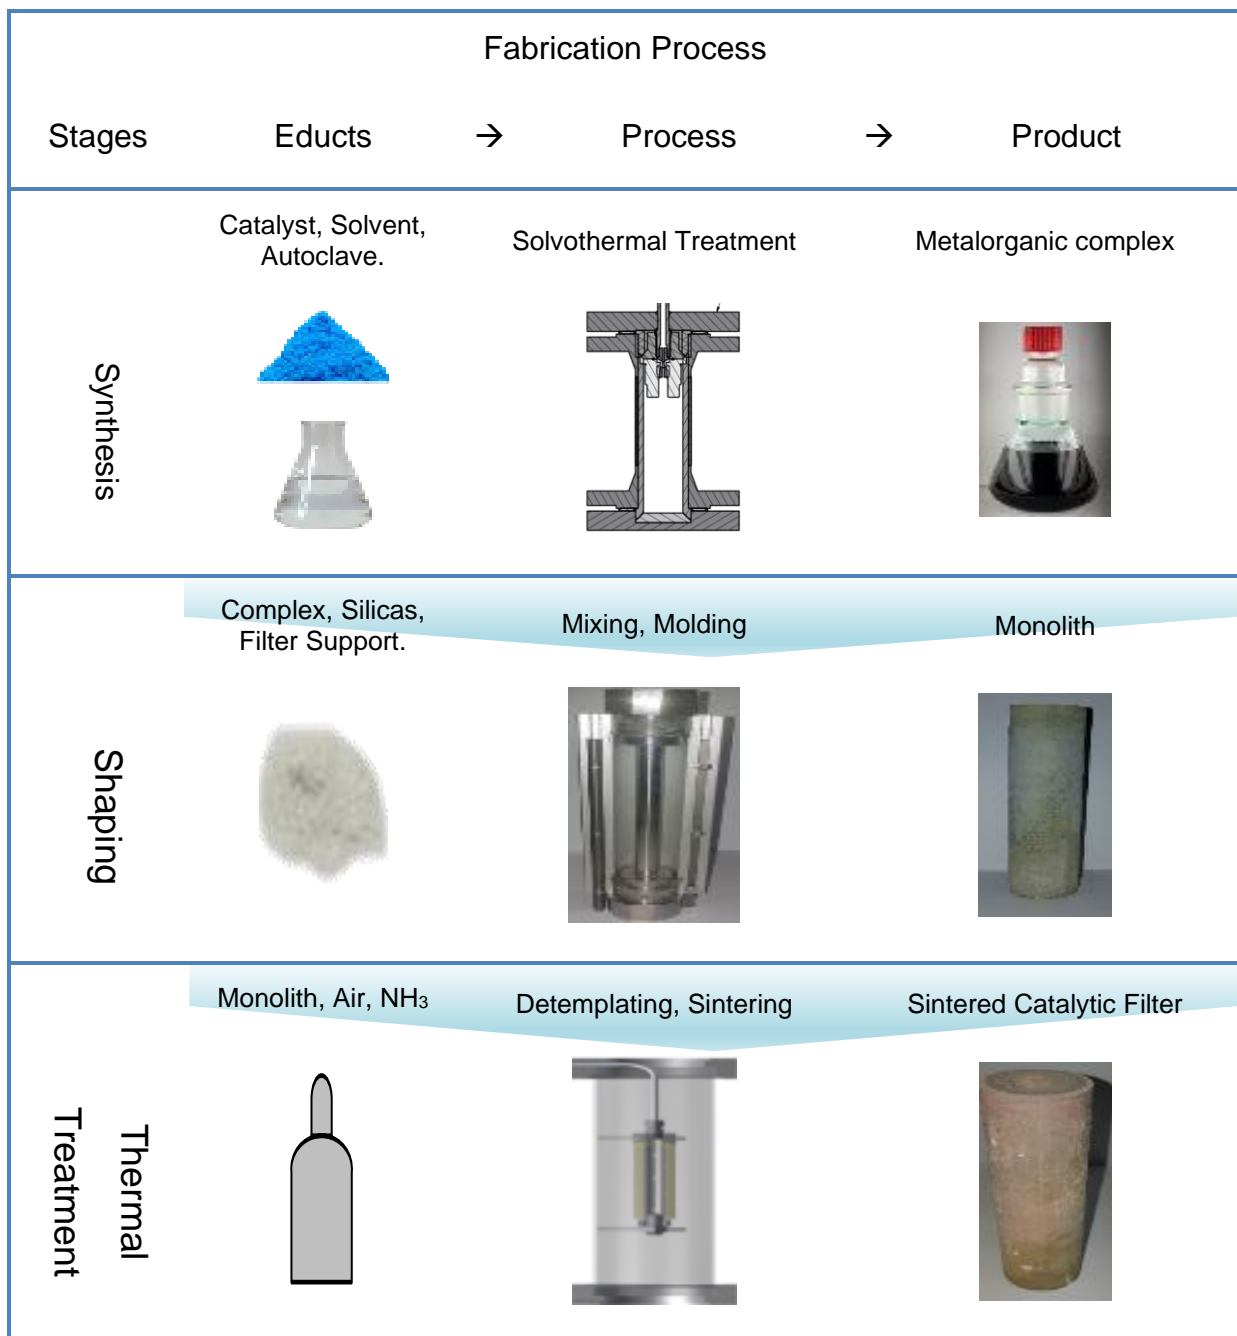 Fabrication Process
Stages Educts → Process → Product
Catalyst, Solvent,
Autoclave.
Solvothermal Treatment
Metalorganic complex
Synthesis
Complex, Silicas,
Filter Support.
Mixing, Molding
Monolith
Shaping
Monolith, Air, NH₃
Detemplating, Sintering
Sintered Catalytic Filter
Thermal
Treatment